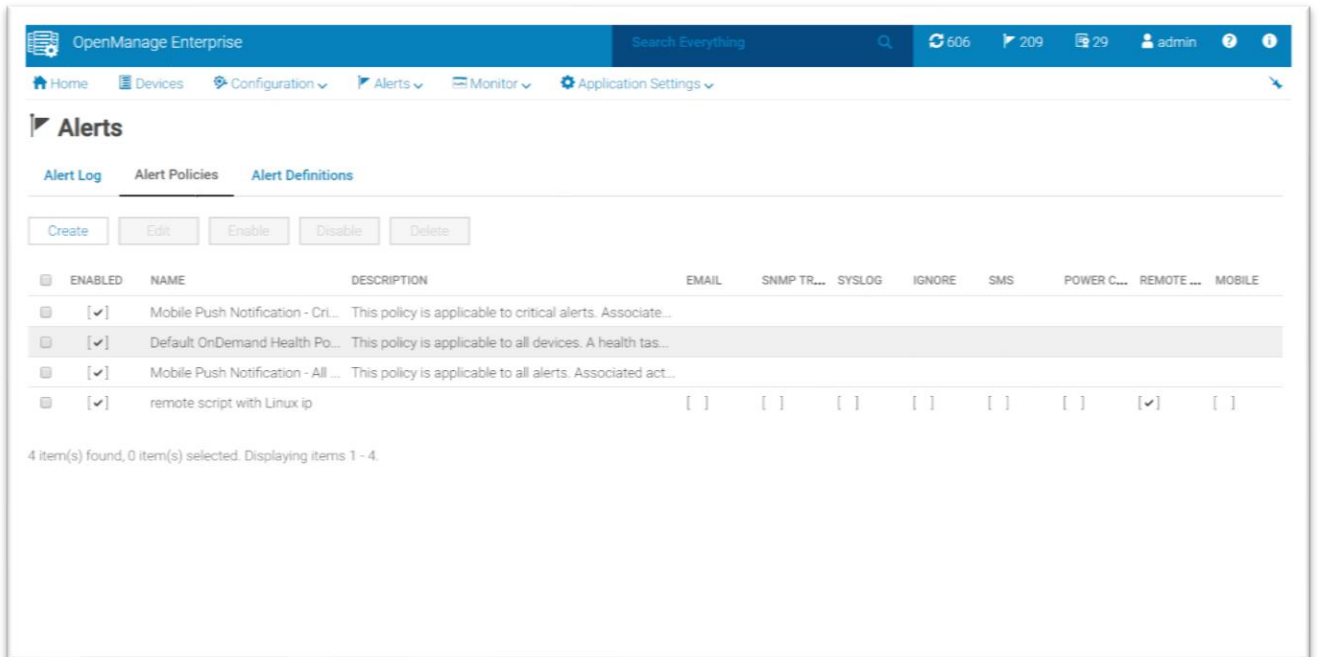 OpenManage Enterprise Search Everything 606 209 29 admin
Home Devices Configuration Alerts Monitor Application Settings
Alerts
Alert Log Alert Policies Alert Definitions
Create Edit Enable Disable Delete
ENABLED NAME DESCRIPTION EMAIL SNMP TR... SYSLOG IGNORE SMS POWER C... REMOTE ... MOBILE
[✔] Mobile Push Notification - Cri... This policy is applicable to critical alerts. Associate...
[✔] Default OnDemand Health Po... This policy is applicable to all devices. A health tas...
[✔] Mobile Push Notification - All ... This policy is applicable to all alerts. Associated act...
[✔] remote script with Linux ip [ ] [ ] [ ] [ ] [ ] [ ] [✔] [ ]
4 item(s) found, 0 item(s) selected. Displaying items 1 - 4.